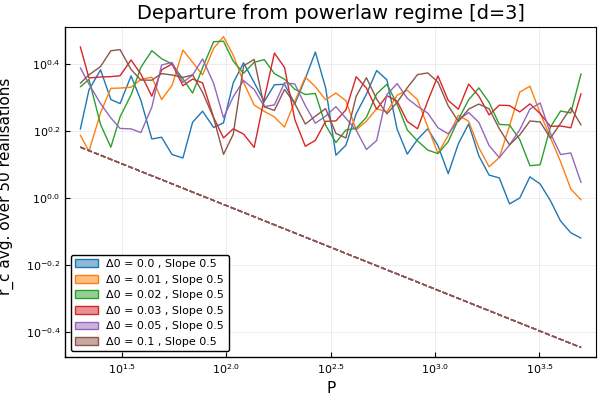 Departure from powerlaw regime [d=3]
r_c avg. over 50 realisations
10^0.4
10^0.2
10^0.0
10^-0.2
10^-0.4
Δ0 = 0.0 , Slope 0.5
Δ0 = 0.01 , Slope 0.5
Δ0 = 0.02 , Slope 0.5
Δ0 = 0.03 , Slope 0.5
Δ0 = 0.05 , Slope 0.5
Δ0 = 0.1 , Slope 0.5
10^1.5 10^2.0 10^2.5 10^3.0 10^3.5
P